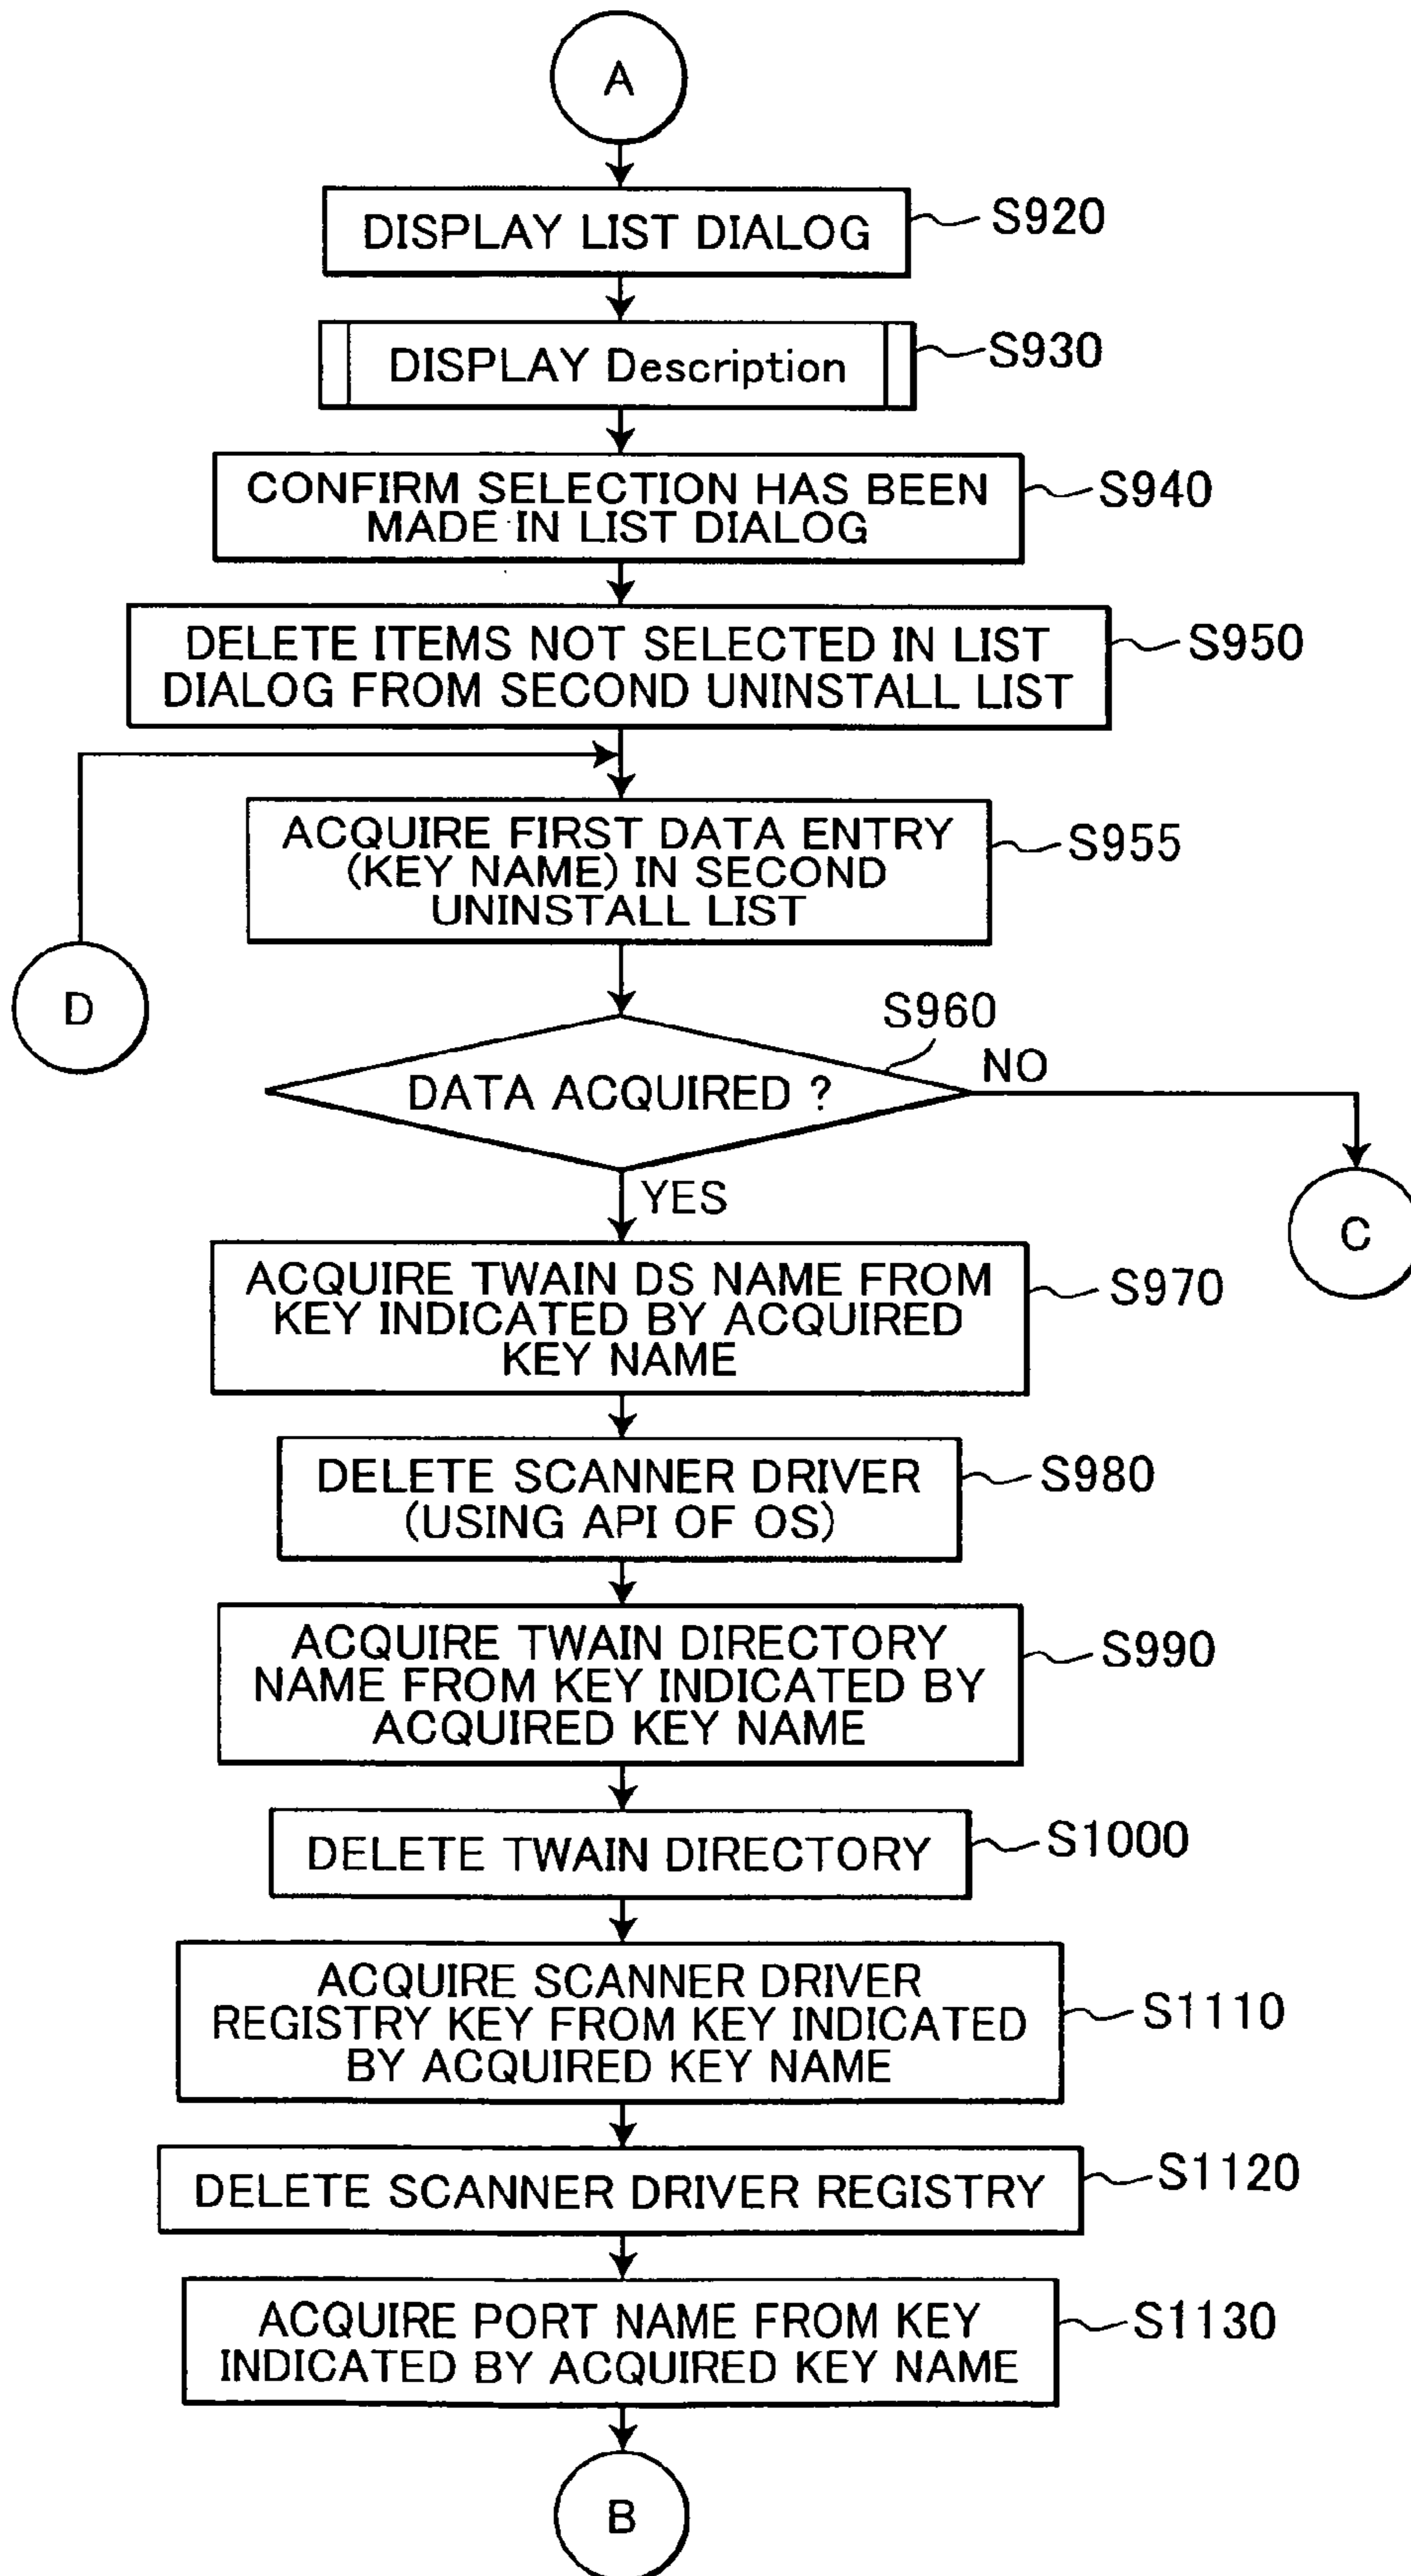 A
DISPLAY LIST DIALOG
S920
DISPLAY Description
S930
CONFIRM SELECTION HAS BEEN
MADE IN LIST DIALOG
S940
DELETE ITEMS NOT SELECTED IN LIST
DIALOG FROM SECOND UNINSTALL LIST
S950
ACQUIRE FIRST DATA ENTRY
(KEY NAME) IN SECOND
UNINSTALL LIST
S955
D
S960
DATA ACQUIRED ?
NO
YES
C
ACQUIRE TWAIN DS NAME FROM
KEY INDICATED BY ACQUIRED
KEY NAME
S970
DELETE SCANNER DRIVER
(USING API OF OS)
S980
ACQUIRE TWAIN DIRECTORY
NAME FROM KEY INDICATED BY
ACQUIRED KEY NAME
S990
DELETE TWAIN DIRECTORY
S1000
ACQUIRE SCANNER DRIVER
REGISTRY KEY FROM KEY INDICATED
BY ACQUIRED KEY NAME
S1110
DELETE SCANNER DRIVER REGISTRY
S1120
ACQUIRE PORT NAME FROM KEY
INDICATED BY ACQUIRED KEY NAME
S1130
B